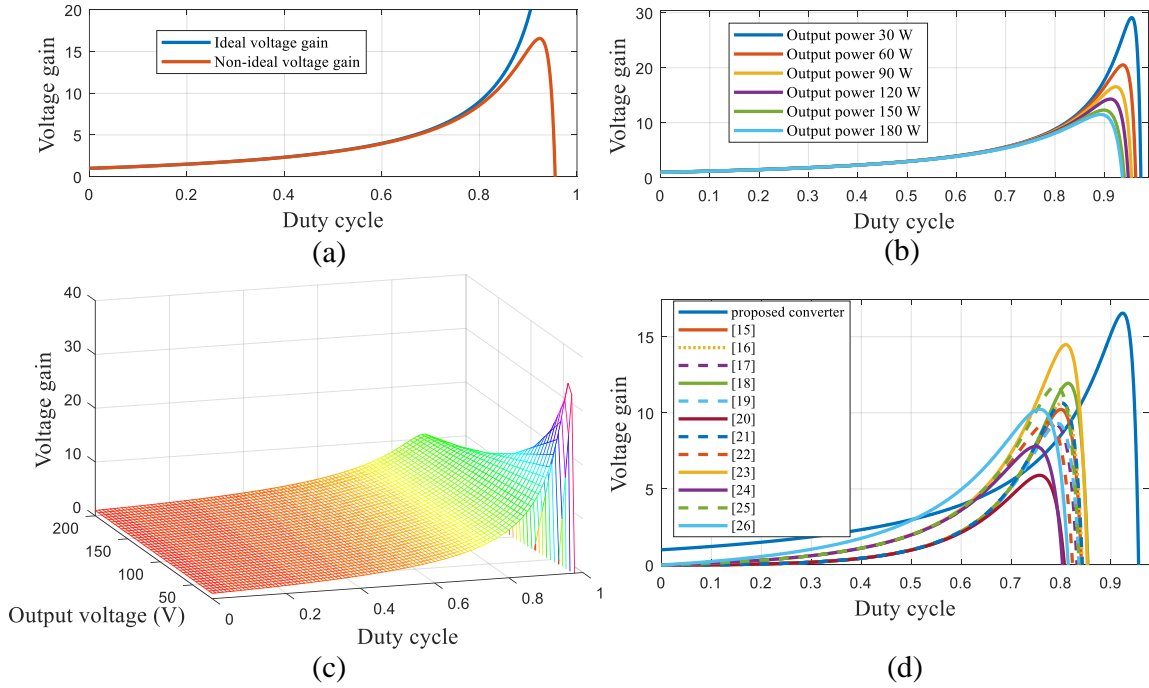 Voltage gain
20
15
10
5
0
Ideal voltage gain
Non-ideal voltage gain
0 0.2 0.4 0.6 0.8 1
Duty cycle
(a)
Voltage gain
30
20
10
0
Output power 30 W
Output power 60 W
Output power 90 W
Output power 120 W
Output power 150 W
Output power 180 W
0 0.1 0.2 0.3 0.4 0.5 0.6 0.7 0.8 0.9
Duty cycle
(b)
Voltage gain
40
30
20
10
0
200
150
100
50
Output voltage (V)
0 0.2 0.4 0.6 0.8 1
Duty cycle
(c)
Voltage gain
15
10
5
0
proposed converter
[15]
[16]
[17]
[18]
[19]
[20]
[21]
[22]
[23]
[24]
[25]
[26]
0 0.1 0.2 0.3 0.4 0.5 0.6 0.7 0.8 0.9
Duty cycle
(d)